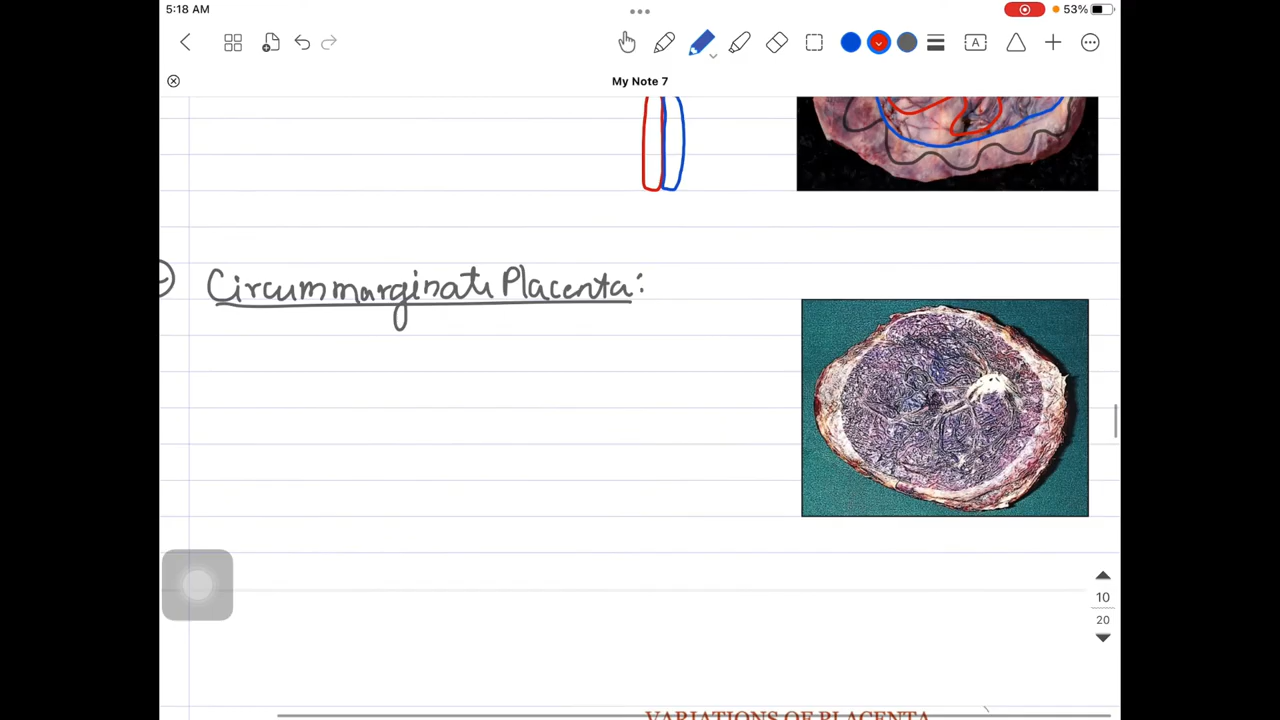 5:18 AM
53%
A
My Note 7
Circummarginate Placenta:
10
20
VARIATIONS OF PLACENTA